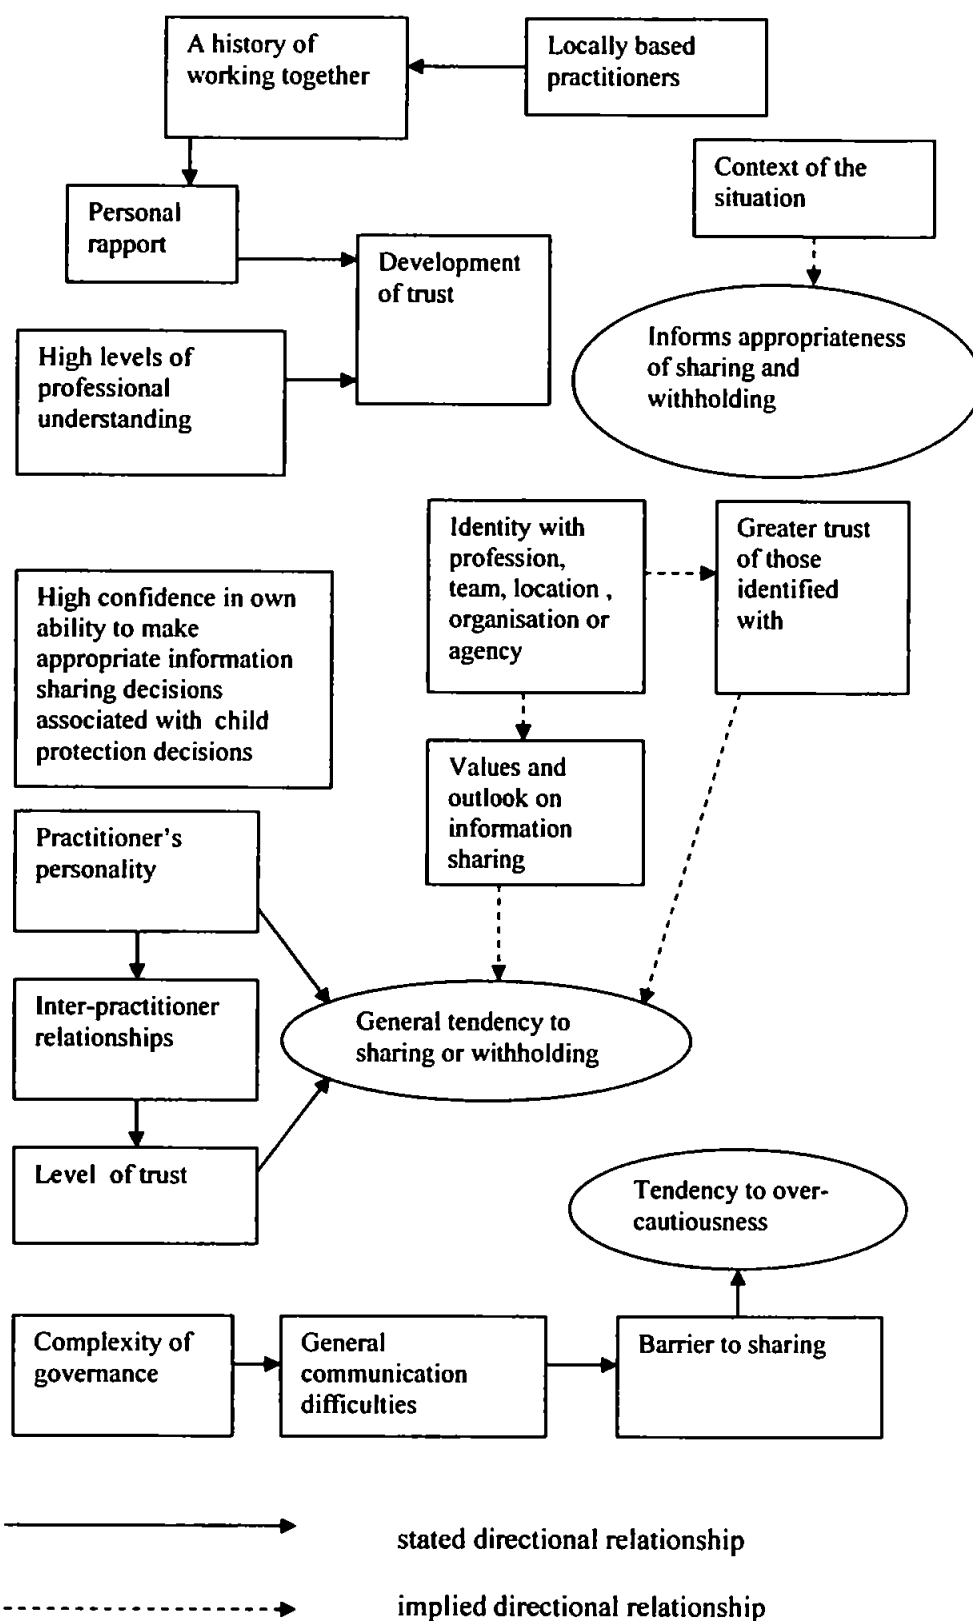 A history of
working together
Locally based
practitioners
Context of the
situation
Personal
rapport
Development
of trust
Informs appropriateness
of sharing and
withholding
High levels of
professional
understanding
Identity with
profession,
team, location ,
organisation or
agency
Greater trust
of those
identified
with
High confidence in own
ability to make
appropriate information
sharing decisions
associated with child
protection decisions
Values and
outlook on
information
sharing
Practitioner's
personality
Inter-practitioner
relationships
General tendency to
sharing or withholding
Level of trust
Tendency to over-
cautiousness
Complexity of
governance
General
communication
difficulties
Barrier to sharing
stated directional relationship
implied directional relationship